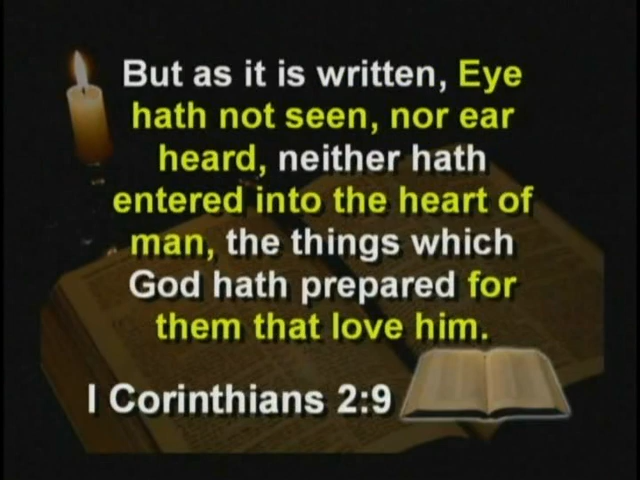 But as it is written, Eye
hath not seen, nor ear
heard, neither hath
entered into the heart of
man, the things which
God hath prepared for
them that love him.
I Corinthians 2:9